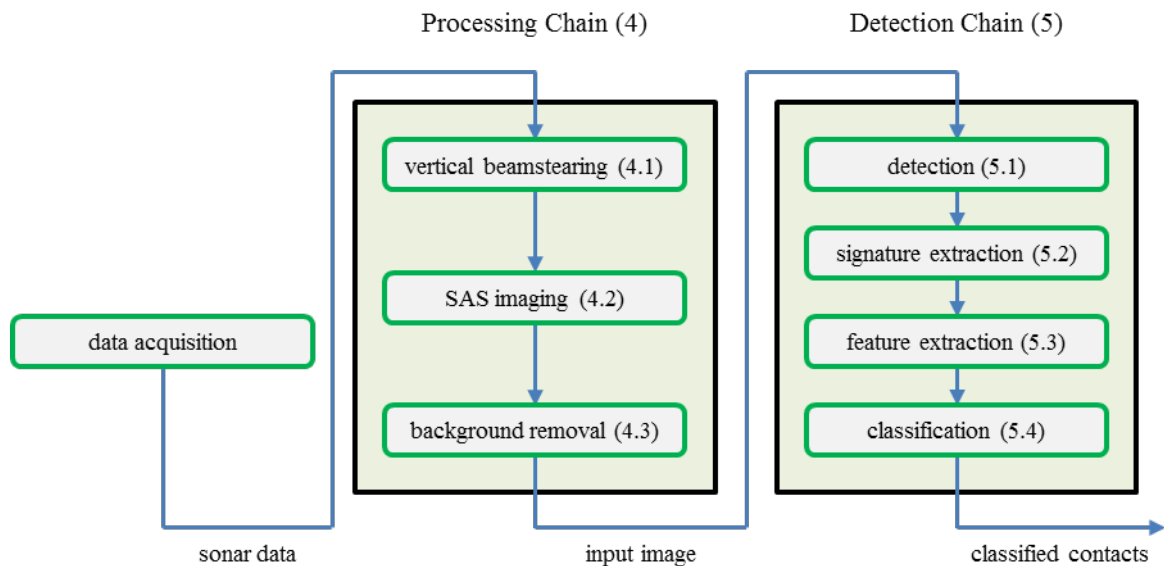 Processing Chain (4)
Detection Chain (5)
data acquisition
sonar data
vertical beamstearing (4.1)
SAS imaging (4.2)
background removal (4.3)
input image
detection (5.1)
signature extraction (5.2)
feature extraction (5.3)
classification (5.4)
classified contacts